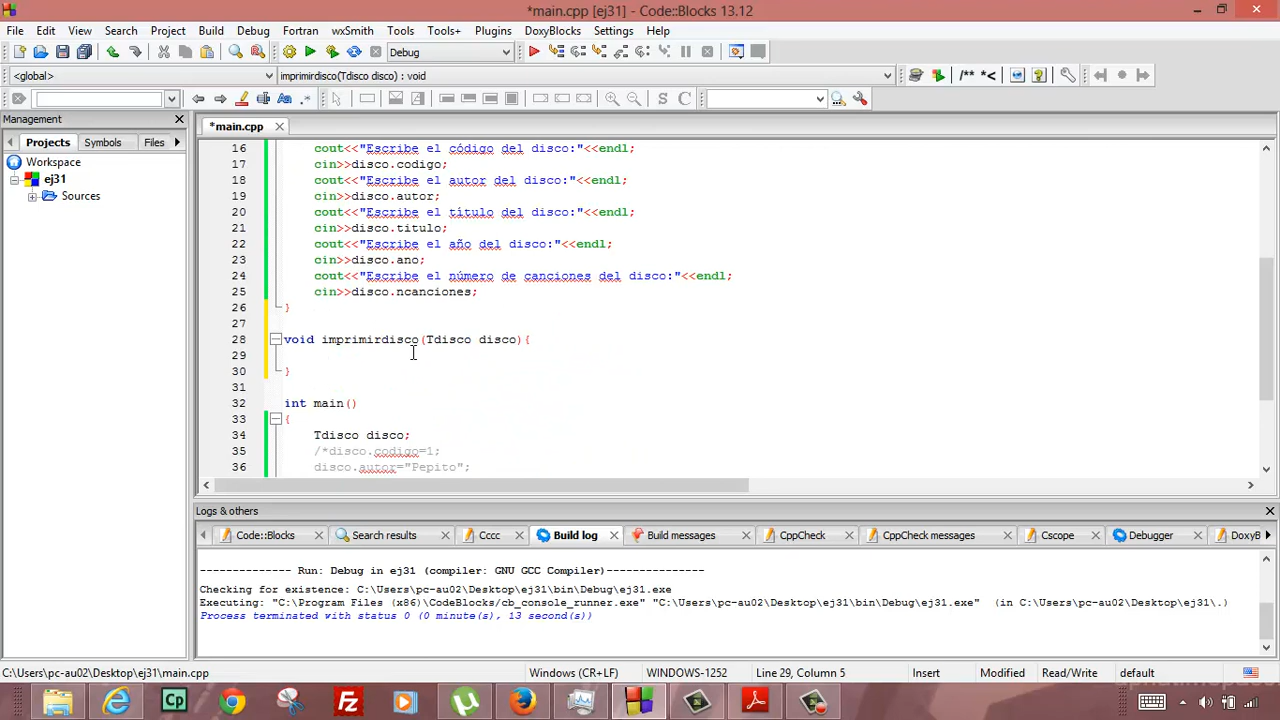 *main.cpp [ej31] - Code::Blocks 13.12
File Edit View Search Project Build Debug Fortran wxSmith Tools Tools+ Plugins DoxyBlocks Settings Help
Debug
<global> imprimirdisco(Tdisco disco) : void
/** *<
S C
Management
*main.cpp
Projects Symbols Files
Workspace
ej31
Sources
16 cout<<"Escribe el código del disco:"<<endl;
17 cin>>disco.codigo;
18 cout<<"Escribe el autor del disco:"<<endl;
19 cin>>disco.autor;
20 cout<<"Escribe el título del disco:"<<endl;
21 cin>>disco.titulo;
22 cout<<"Escribe el año del disco:"<<endl;
23 cin>>disco.ano;
24 cout<<"Escribe el número de canciones del disco:"<<endl;
25 cin>>disco.ncanciones;
26 }
27
28 void imprimirdisco(Tdisco disco){
29
30 }
31
32 int main()
33 {
34 Tdisco disco;
35 /*disco.codigo=1;
36 disco.autor="Pepito";
Logs & others
Code::Blocks Search results Cccc Build log Build messages CppCheck CppCheck messages Cscope Debugger DoxyB
-------------- Run: Debug in ej31 (compiler: GNU GCC Compiler)---------------
Checking for existence: C:\Users\pc-au02\Desktop\ej31\bin\Debug\ej31.exe
Executing: "C:\Program Files (x86)\CodeBlocks/cb_console_runner.exe" "C:\Users\pc-au02\Desktop\ej31\bin\Debug\ej31.exe" (in C:\Users\pc-au02\Desktop\ej31\.)
Process terminated with status 0 (0 minute(s), 13 second(s))
C:\Users\pc-au02\Desktop\ej31\main.cpp Windows (CR+LF) WINDOWS-1252 Line 29, Column 5 Insert Modified Read/Write default
Cp